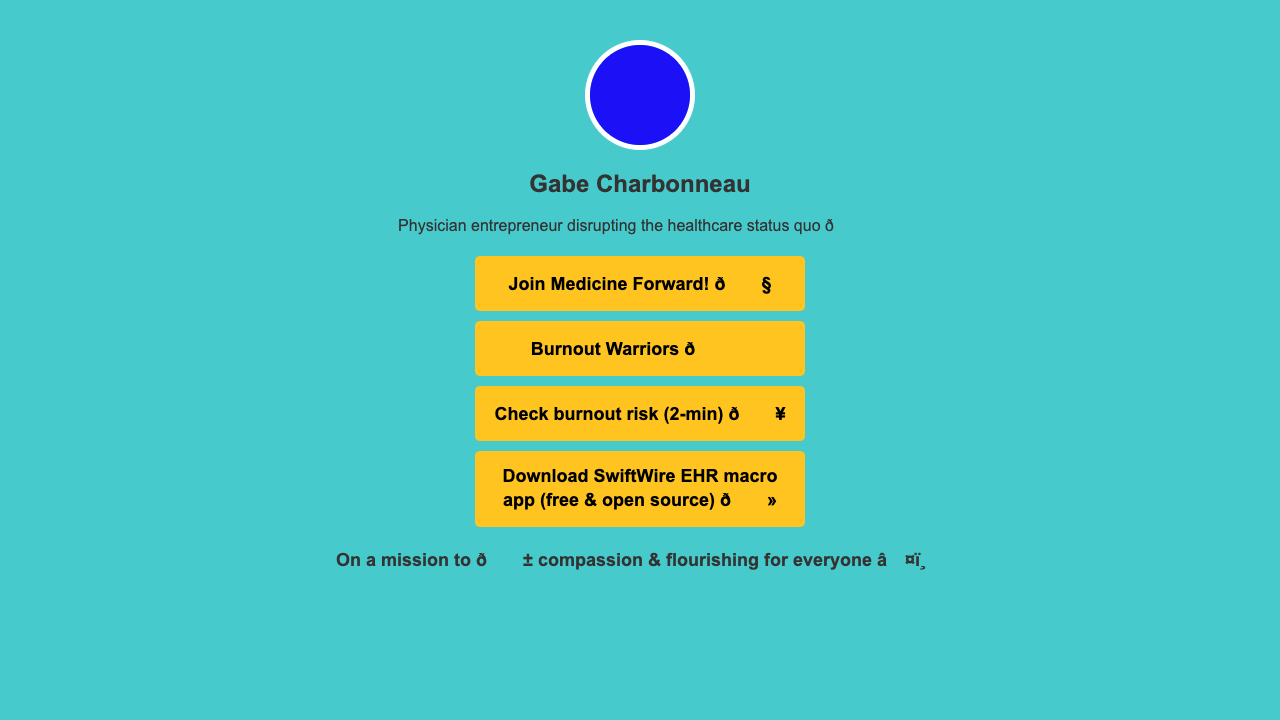 Gabe Charbonneau
Physician entrepreneur disrupting the healthcare status quo ð
Join Medicine Forward! ð §
Burnout Warriors ð
Check burnout risk (2-min) ð ¥
Download SwiftWire EHR macro
app (free & open source) ð »
On a mission to ð ± compassion & flourishing for everyone â ¤ï¸